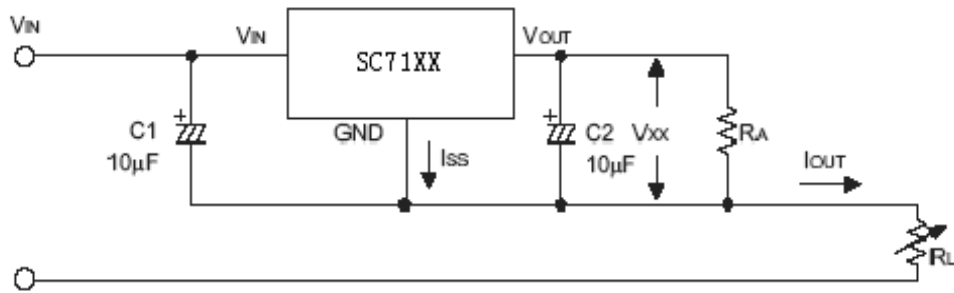 VIN
VIN
SC71XX
VOUT
C1
10µF
GND
ISS
C2
10µF
VXX
RA
IOUT
RL